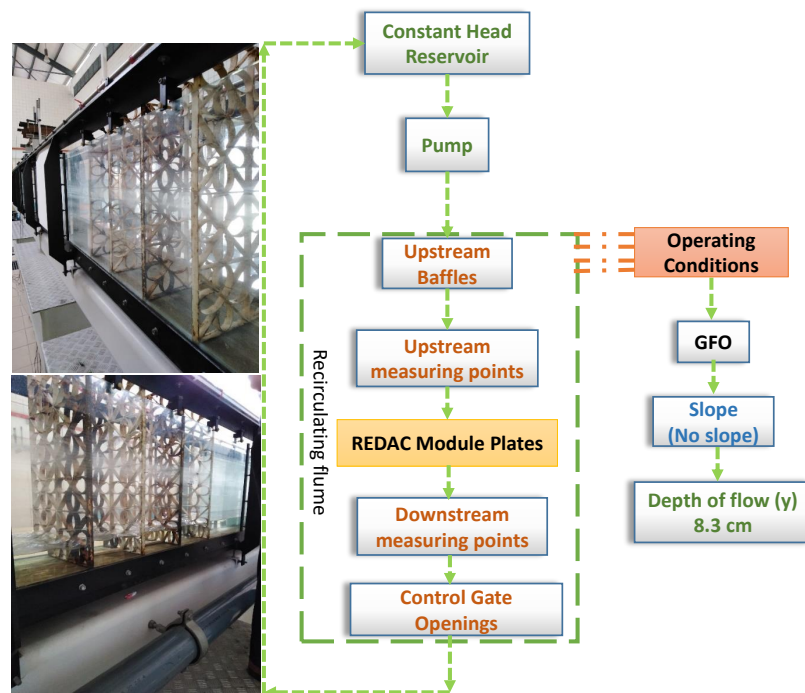 Constant Head
Reservoir
Pump
Upstream
Baffles
Upstream
measuring points
REDAC Module Plates
Downstream
measuring points
Control Gate
Openings
Recirculating flume
Operating
Conditions
GFO
Slope
(No slope)
Depth of flow (y)
8.3 cm